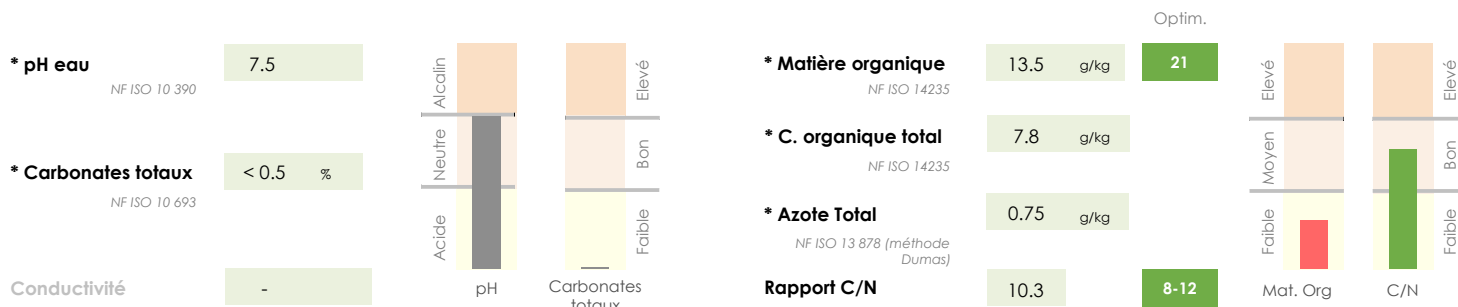 * pH eau 7.5
NF ISO 10 390
* Carbonates totaux < 0.5 %
NF ISO 10 693
Conductivité -
Alcalin
Neutre
Acide
Elevé
Bon
Faible
pH
Carbonates
totaux
Optim.
* Matière organique 13.5 g/kg 21
NF ISO 14235
* C. organique total 7.8 g/kg
NF ISO 14235
* Azote Total 0.75 g/kg
NF ISO 13 878 (méthode
Dumas)
Rapport C/N 10.3 8-12
Elevé
Moyen
Faible
Elevé
Bon
Faible
Mat. Org
C/N